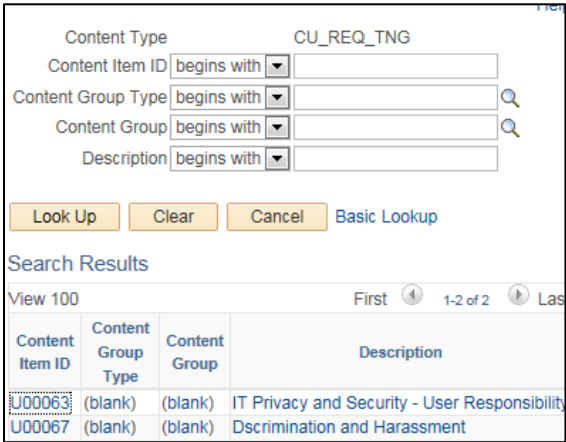 Content Type CU_REQ_TNG
Content Item ID begins with
Content Group Type begins with
Content Group begins with
Description begins with
Look Up Clear Cancel Basic Lookup
Search Results
View 100 First 1-2 of 2 Las
Content Item ID Content Group Type Content Group Description
U00063 (blank) (blank) IT Privacy and Security - User Responsibility
U00067 (blank) (blank) Dscrimination and Harassment